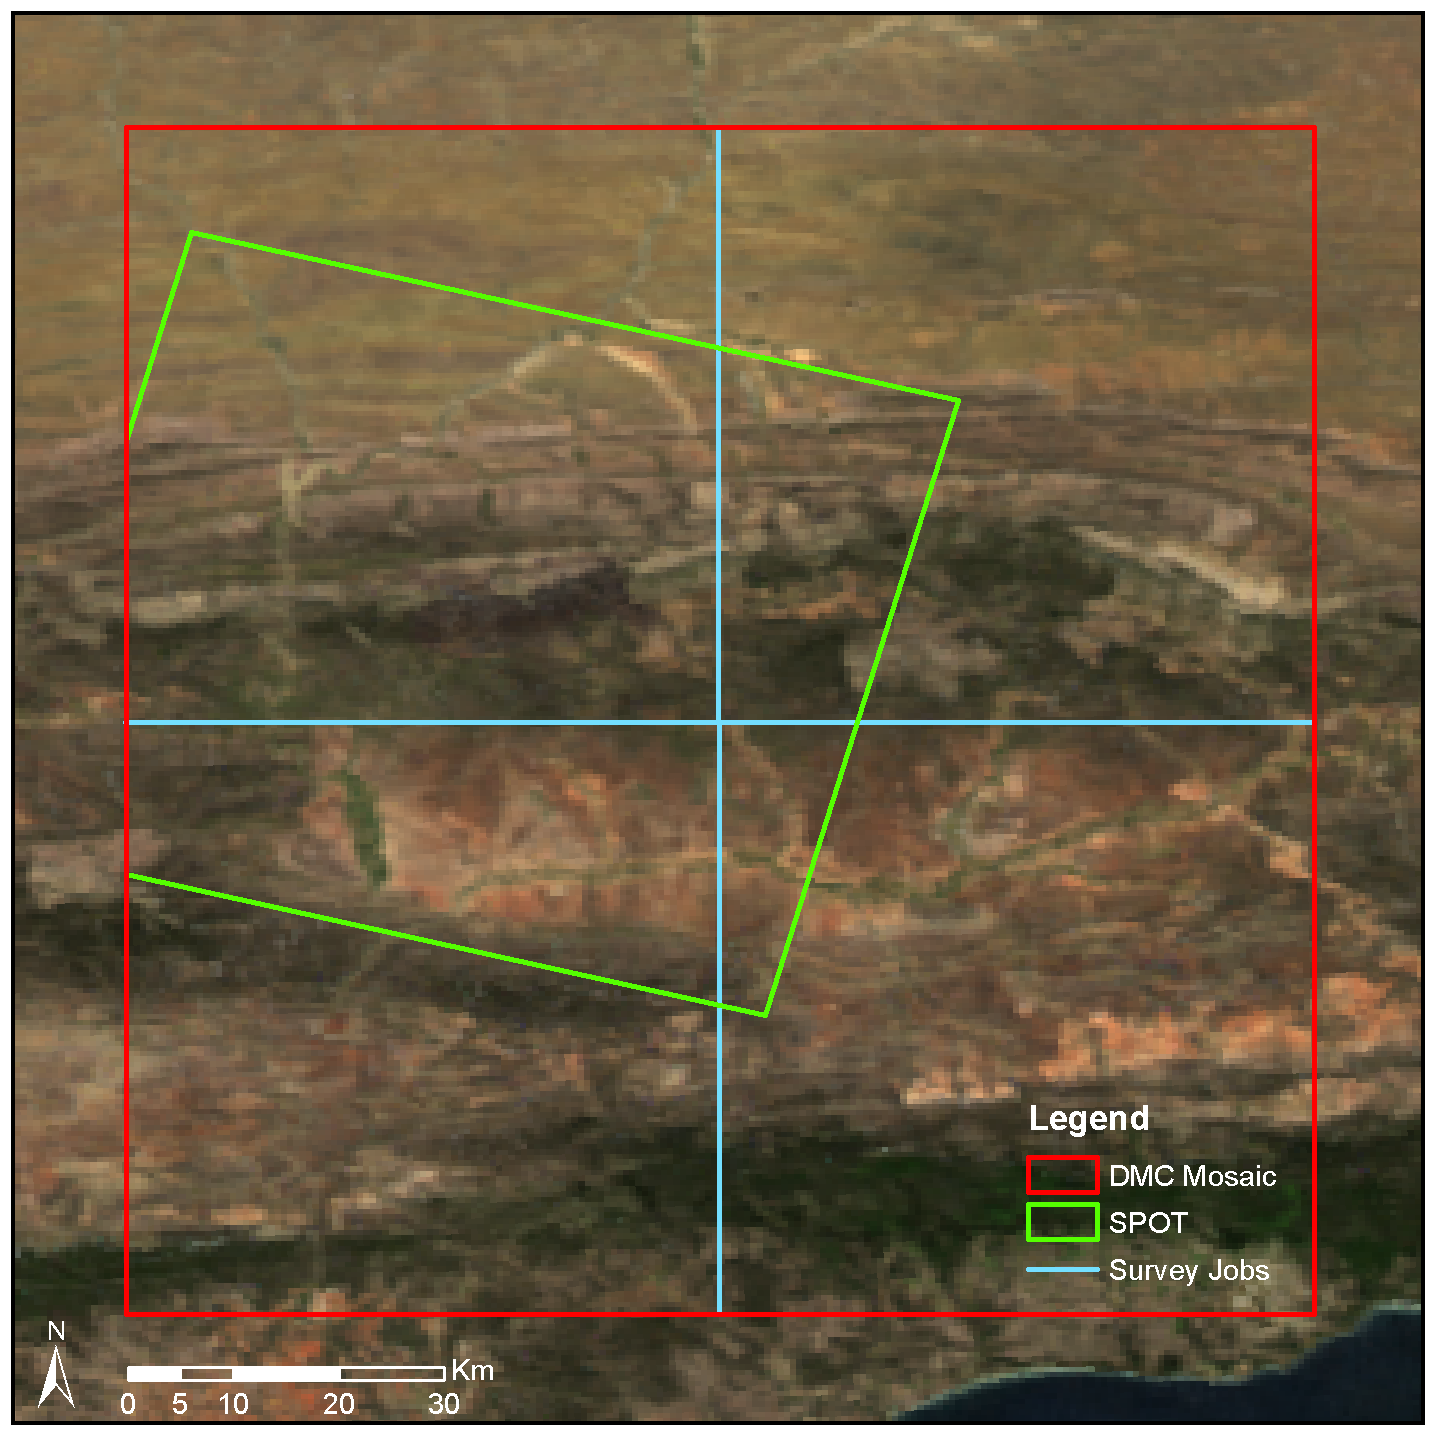 Legend
DMC Mosaic
SPOT
Survey Jobs
N
Km
0 5 10 20 30